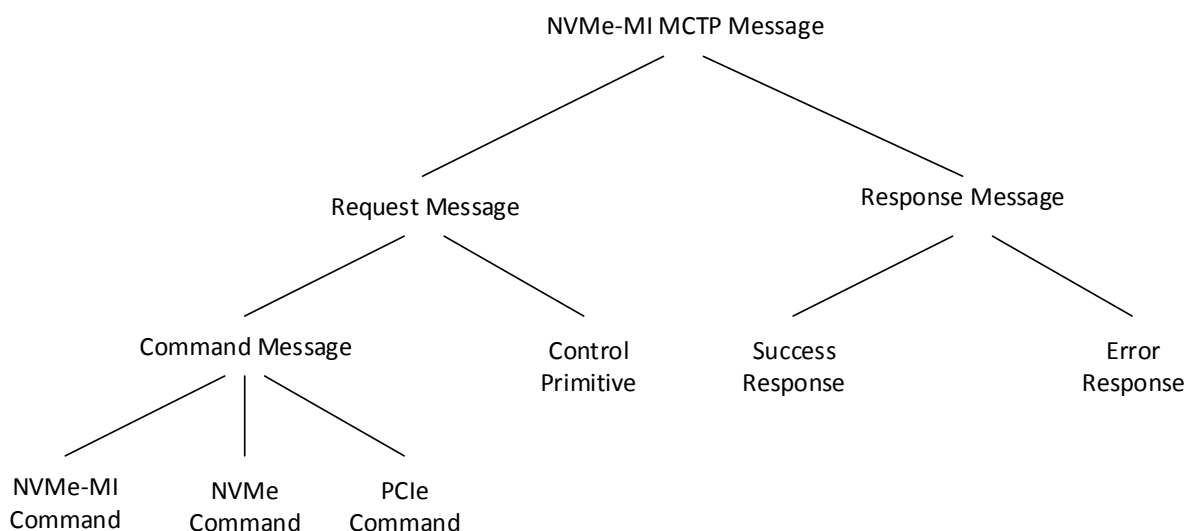 NVMe-MI MCTP Message
Request Message
Response Message
Command Message
Control
Primitive
Success
Response
Error
Response
NVMe-MI
Command
NVMe
Command
PCIe
Command